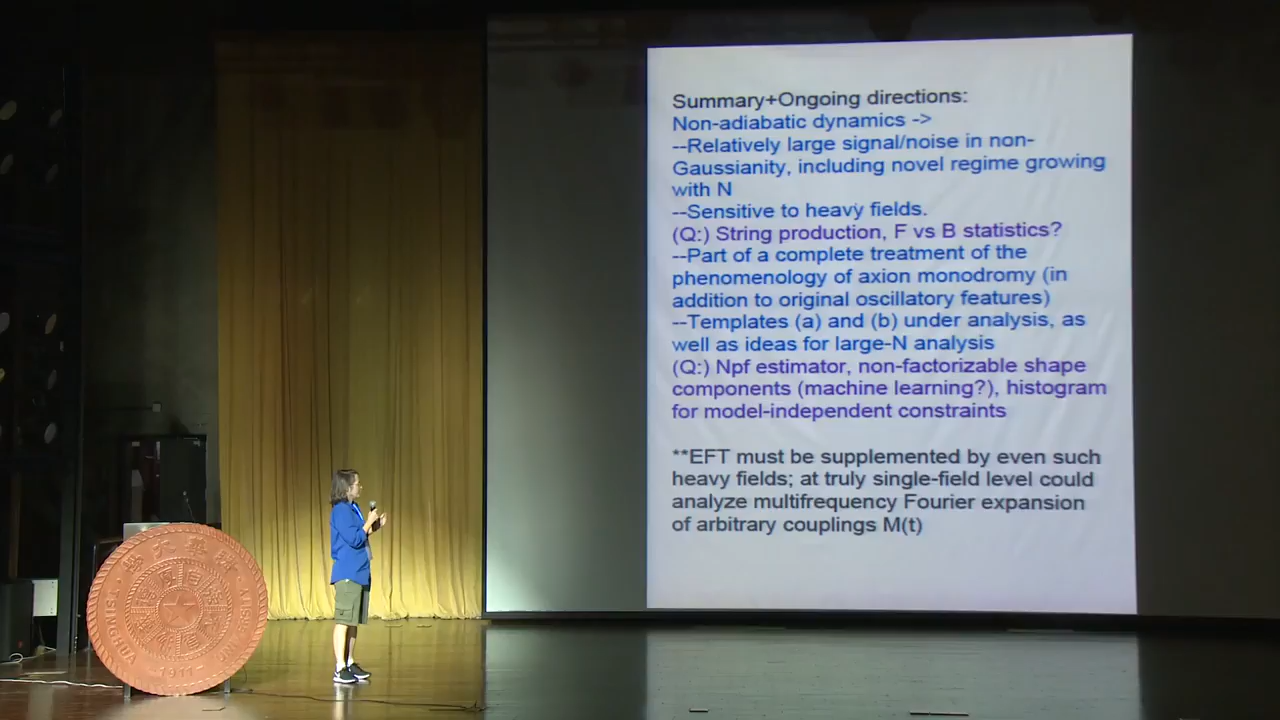 Summary+Ongoing directions:
Non-adiabatic dynamics ->
--Relatively large signal/noise in non-
Gaussianity, including novel regime growing
with N
--Sensitive to heavy fields.
(Q:) String production, F vs B statistics?
--Part of a complete treatment of the
phenomenology of axion monodromy (in
addition to original oscillatory features)
--Templates (a) and (b) under analysis, as
well as ideas for large-N analysis
(Q:) Npf estimator, non-factorizable shape
components (machine learning?), histogram
for model-independent constraints
**EFT must be supplemented by even such
heavy fields; at truly single-field level could
analyze multifrequency Fourier expansion
of arbitrary couplings M(t)
TSINGHUA
-1911-